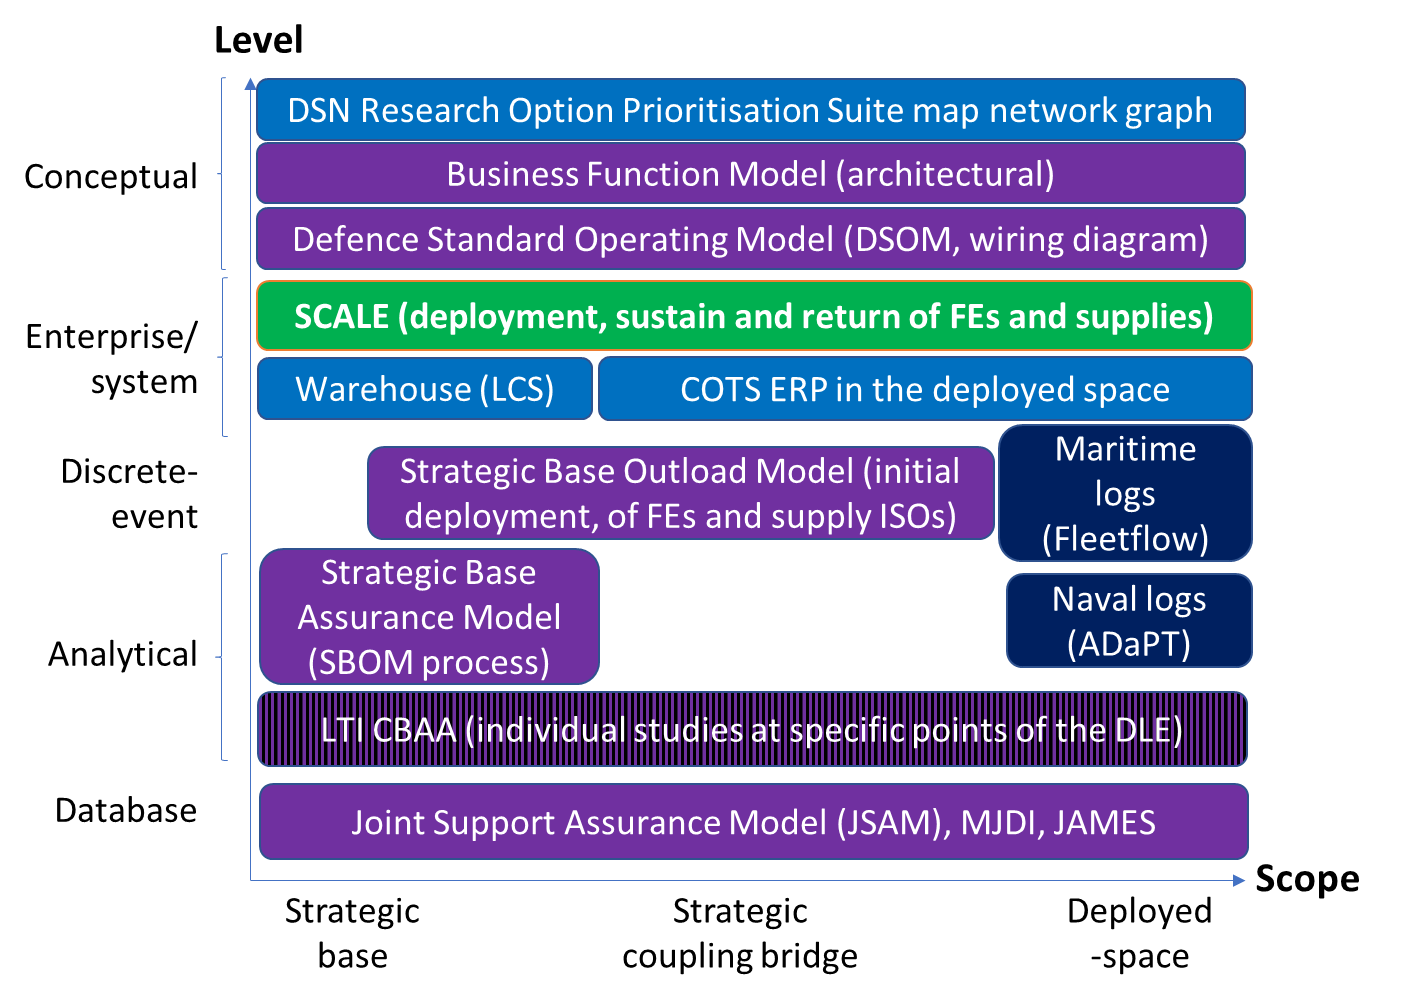 Level
DSN Research Option Prioritisation Suite map network graph
Conceptual
Business Function Model (architectural)
Defence Standard Operating Model (DSOM, wiring diagram)
Enterprise/
system
SCALE (deployment, sustain and return of FEs and supplies)
Warehouse (LCS)
COTS ERP in the deployed space
Discrete-
event
Strategic Base Outload Model (initial
deployment, of FEs and supply ISOs)
Maritime
logs
(Fleetflow)
Analytical
Strategic Base
Assurance Model
(SBOM process)
Naval logs
(ADaPT)
LTI CBAA (individual studies at specific points of the DLE)
Database
Joint Support Assurance Model (JSAM), MJDI, JAMES
Scope
Strategic
base
Strategic
coupling bridge
Deployed
-space